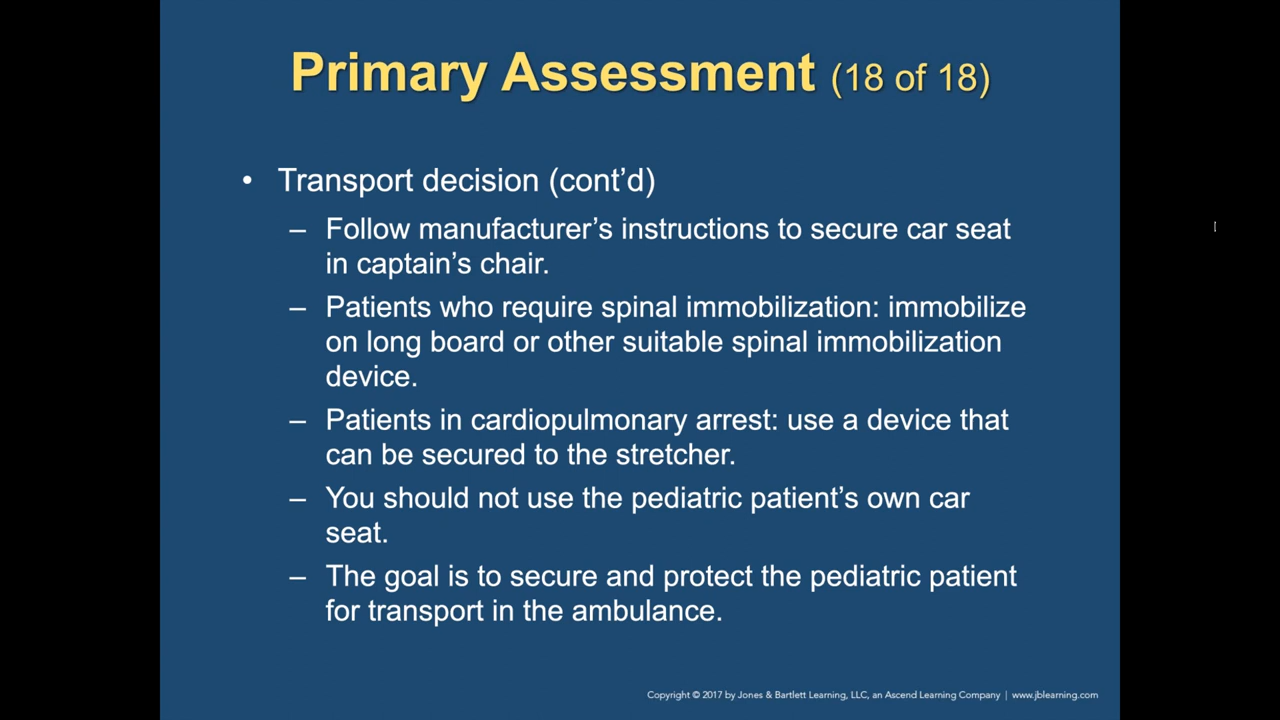 Primary Assessment (18 of 18)
• Transport decision (cont’d)
– Follow manufacturer’s instructions to secure car seat
in captain’s chair.
– Patients who require spinal immobilization: immobilize
on long board or other suitable spinal immobilization
device.
– Patients in cardiopulmonary arrest: use a device that
can be secured to the stretcher.
– You should not use the pediatric patient’s own car
seat.
– The goal is to secure and protect the pediatric patient
for transport in the ambulance.
Copyright © 2017 by Jones & Bartlett Learning, LLC, an Ascend Learning Company | www.jblearning.com